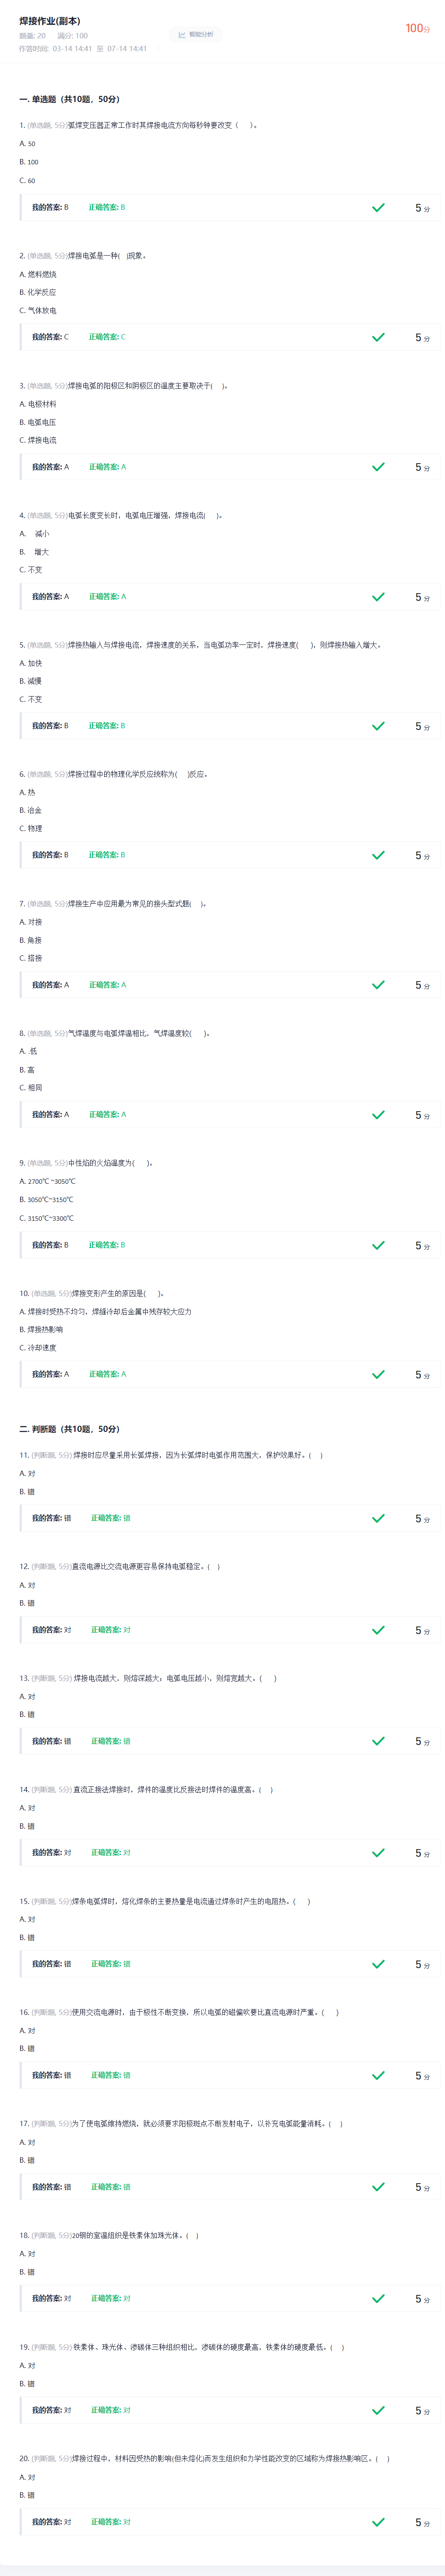 焊接作业(副本)
题量: 20 满分: 100
智能分析
100分
作答时间: 03-14 14:41 至 07-14 14:41
一. 单选题（共10题，50分）
1. (单选题, 5分)弧焊变压器正常工作时其焊接电流方向每秒钟要改变（ ）。
A. 50
B. 100
C. 60
我的答案: B 正确答案: B 5 分
2. (单选题, 5分)焊接电弧是一种( )现象。
A. 燃料燃烧
B. 化学反应
C. 气体放电
我的答案: C 正确答案: C 5 分
3. (单选题, 5分)焊接电弧的阳极区和阴极区的温度主要取决于( )。
A. 电极材料
B. 电弧电压
C. 焊接电流
我的答案: A 正确答案: A 5 分
4. (单选题, 5分)电弧长度变长时，电弧电压增强，焊接电流( )。
A. 减小
B. 增大
C. 不变
我的答案: A 正确答案: A 5 分
5. (单选题, 5分)焊接热输入与焊接电流，焊接速度的关系，当电弧功率一定时，焊接速度( )，则焊接热输入增大。
A. 加快
B. 减慢
C. 不变
我的答案: B 正确答案: B 5 分
6. (单选题, 5分)焊接过程中的物理化学反应统称为( )反应。
A. 热
B. 冶金
C. 物理
我的答案: B 正确答案: B 5 分
7. (单选题, 5分)焊接生产中应用最为常见的接头型式题( )。
A. 对接
B. 角接
C. 搭接
我的答案: A 正确答案: A 5 分
8. (单选题, 5分)气焊温度与电弧焊温相比，气焊温度较( )。
A. .低
B. 高
C. 相同
我的答案: A 正确答案: A 5 分
9. (单选题, 5分)中性焰的火焰温度为( )。
A. 2700℃ ~3050℃
B. 3050℃~3150℃
C. 3150℃~3300℃
我的答案: B 正确答案: B 5 分
10. (单选题, 5分)焊接变形产生的原因是( )。
A. 焊接时受热不均匀，焊缝冷却后金属中残存较大应力
B. 焊接热影响
C. 冷却速度
我的答案: A 正确答案: A 5 分
二. 判断题（共10题，50分）
11. (判断题, 5分) 焊接时应尽量采用长弧焊接，因为长弧焊时电弧作用范围大，保护效果好。( )
A. 对
B. 错
我的答案: 错 正确答案: 错 5 分
12. (判断题, 5分)直流电源比交流电源更容易保持电弧稳定。( )
A. 对
B. 错
我的答案: 对 正确答案: 对 5 分
13. (判断题, 5分) 焊接电流越大，则熔深越大；电弧电压越小，则熔宽越大。( )
A. 对
B. 错
我的答案: 错 正确答案: 错 5 分
14. (判断题, 5分) 直流正接法焊接时，焊件的温度比反接法时焊件的温度高。( )
A. 对
B. 错
我的答案: 对 正确答案: 对 5 分
15. (判断题, 5分)焊条电弧焊时，熔化焊条的主要热量是电流通过焊条时产生的电阻热。( )
A. 对
B. 错
我的答案: 错 正确答案: 错 5 分
16. (判断题, 5分)使用交流电源时，由于极性不断变换，所以电弧的磁偏吹要比直流电源时严重。( )
A. 对
B. 错
我的答案: 错 正确答案: 错 5 分
17. (判断题, 5分)为了使电弧维持燃烧，就必须要求阳极斑点不断发射电子，以补充电弧能量消耗。( )
A. 对
B. 错
我的答案: 错 正确答案: 错 5 分
18. (判断题, 5分)20钢的室温组织是铁素体加珠光体。( )
A. 对
B. 错
我的答案: 对 正确答案: 对 5 分
19. (判断题, 5分) 铁素体、珠光体、渗碳体三种组织相比，渗碳体的硬度最高，铁素体的硬度最低。( )
A. 对
B. 错
我的答案: 对 正确答案: 对 5 分
20. (判断题, 5分)焊接过程中，材料因受热的影响(但未熔化)而发生组织和力学性能改变的区域称为焊接热影响区。( )
A. 对
B. 错
我的答案: 对 正确答案: 对 5 分